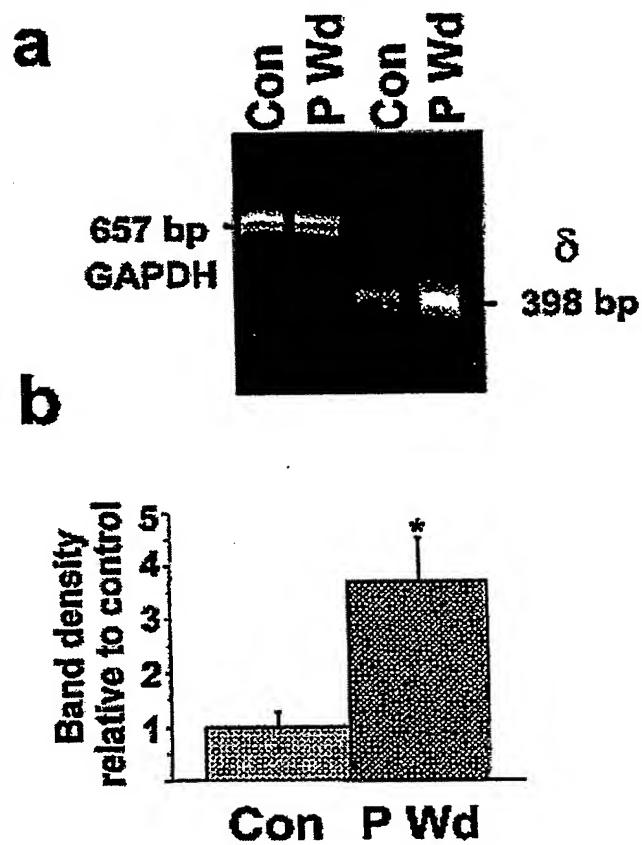 a
Con P Wd Con P Wd
657 bp
GAPDH
δ
398 bp
b
Band density
relative to control
5
4
3
2
1
*
Con P Wd